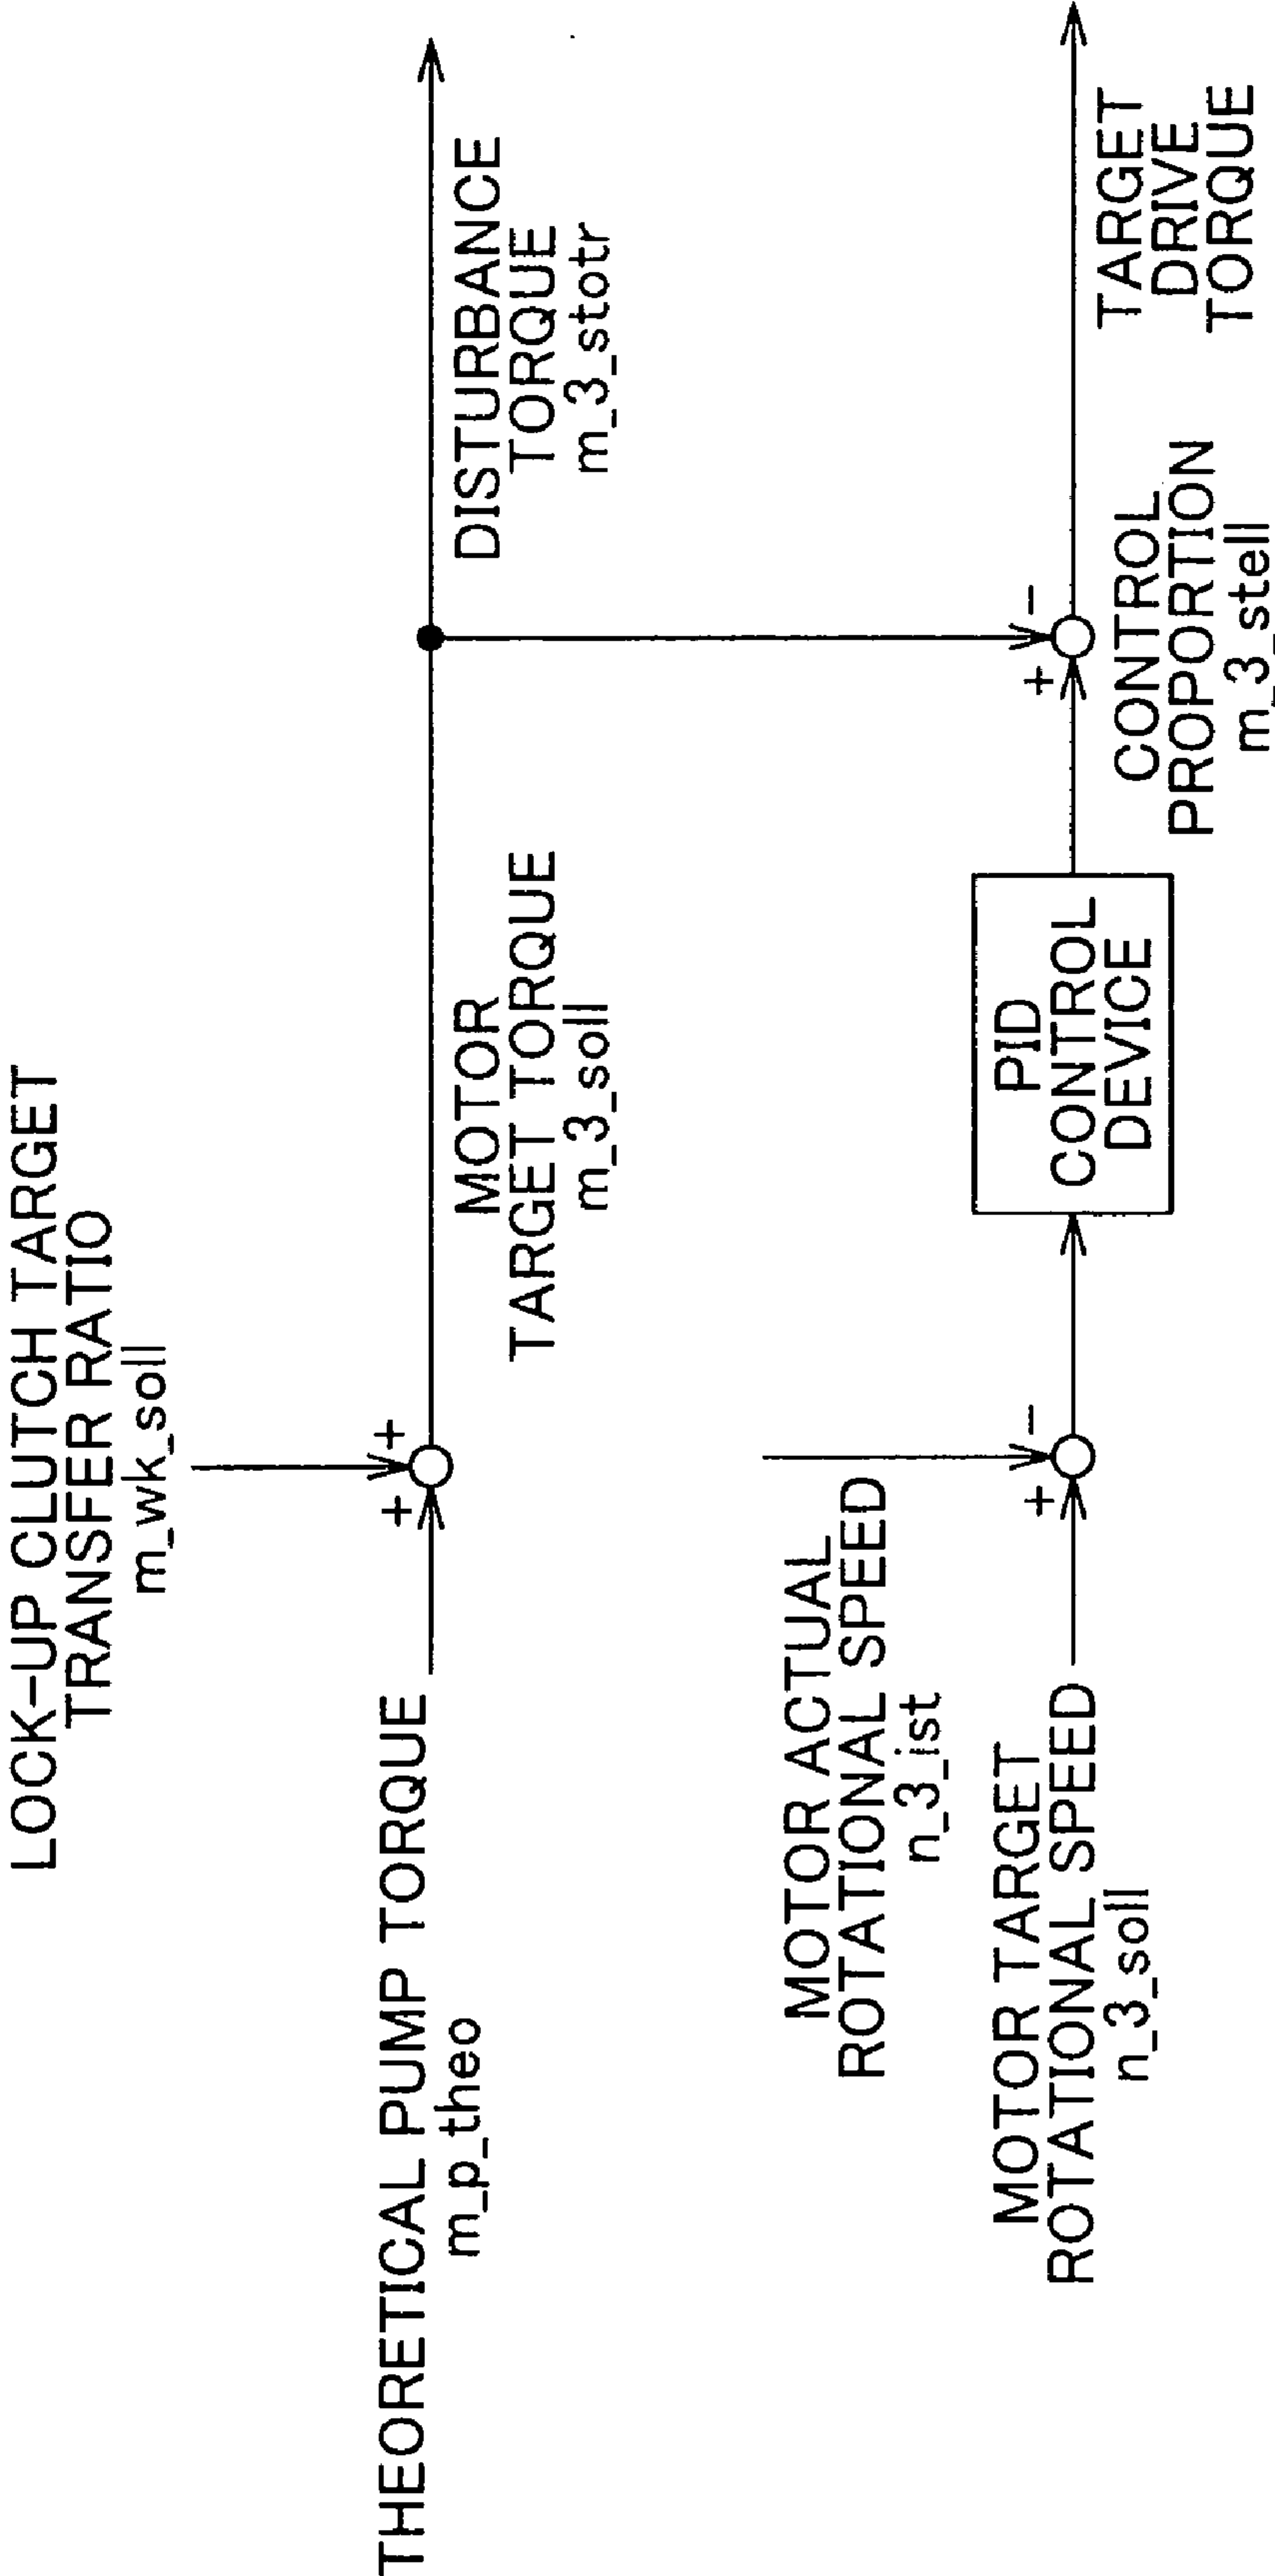 LOCK-UP CLUTCH TARGET
TRANSFER RATIO
m_wk_soll
+
+
THEORETICAL PUMP TORQUE
m_p_theo
MOTOR
TARGET TORQUE
m_3_soll
DISTURBANCE
TORQUE
m_3_stotr
MOTOR ACTUAL
ROTATIONAL SPEED
n_3_ist
MOTOR TARGET
ROTATIONAL SPEED
n_3_soll
+
-
PID
CONTROL
DEVICE
+
-
CONTROL
PROPORTION
m_3_stell
TARGET
DRIVE
TORQUE